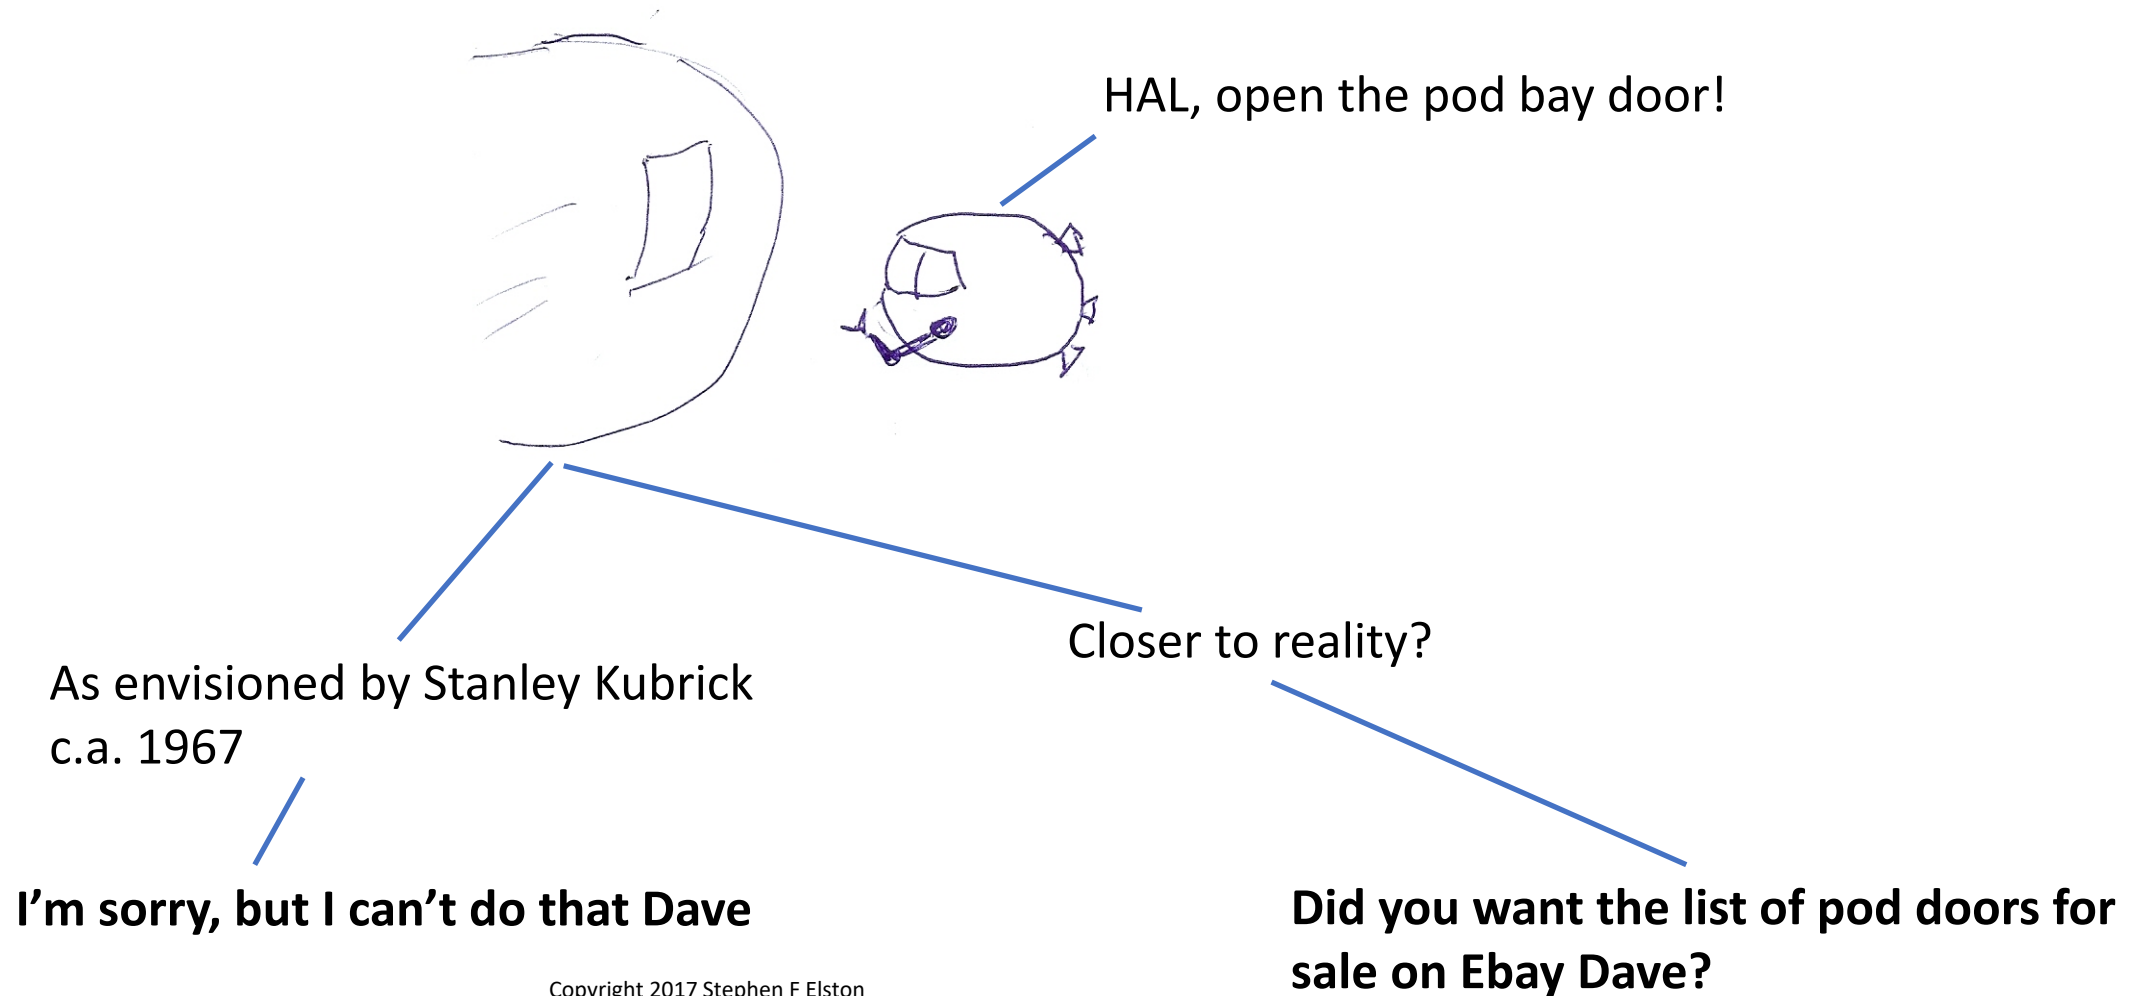 HAL, open the pod bay door!
Closer to reality?
As envisioned by Stanley Kubrick
c.a. 1967
I’m sorry, but I can’t do that Dave
Did you want the list of pod doors for
sale on Ebay Dave?
Copyright 2017 Stephen F Elston